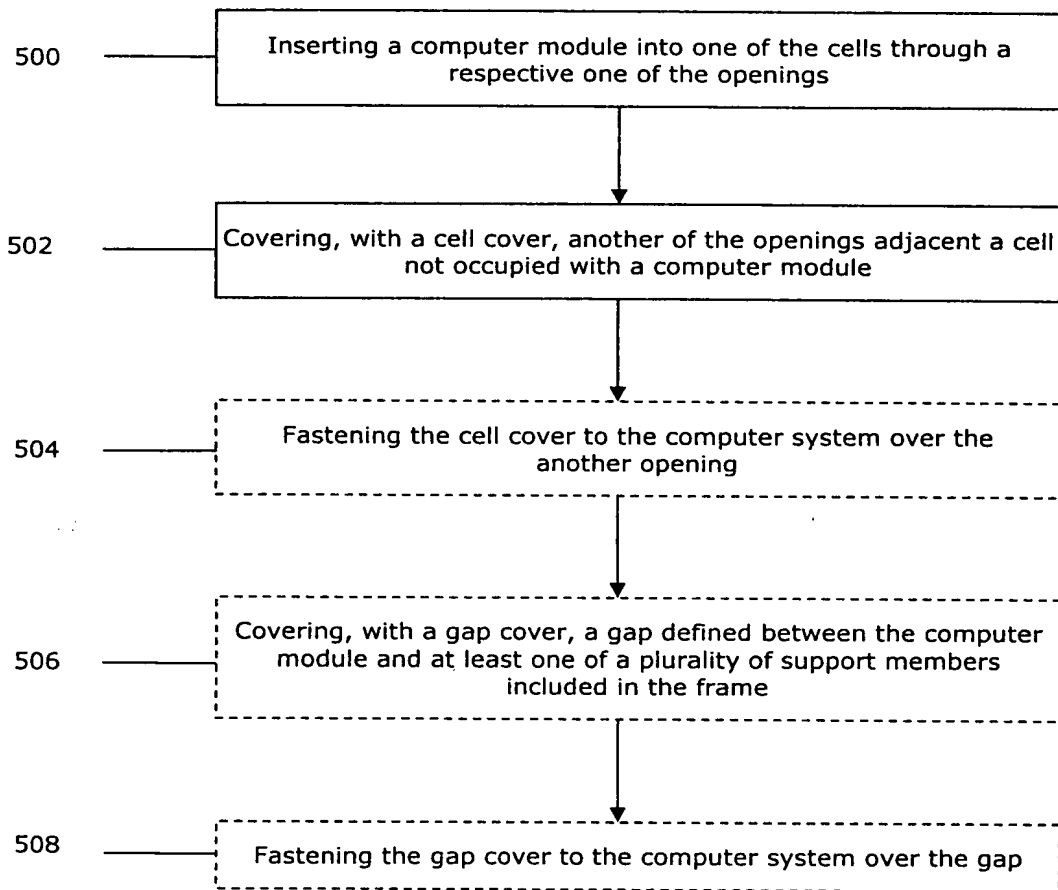 500
Inserting a computer module into one of the cells through a
respective one of the openings
502
Covering, with a cell cover, another of the openings adjacent a cell
not occupied with a computer module
504
Fastening the cell cover to the computer system over the
another opening
506
Covering, with a gap cover, a gap defined between the computer
module and at least one of a plurality of support members
included in the frame
508
Fastening the gap cover to the computer system over the gap